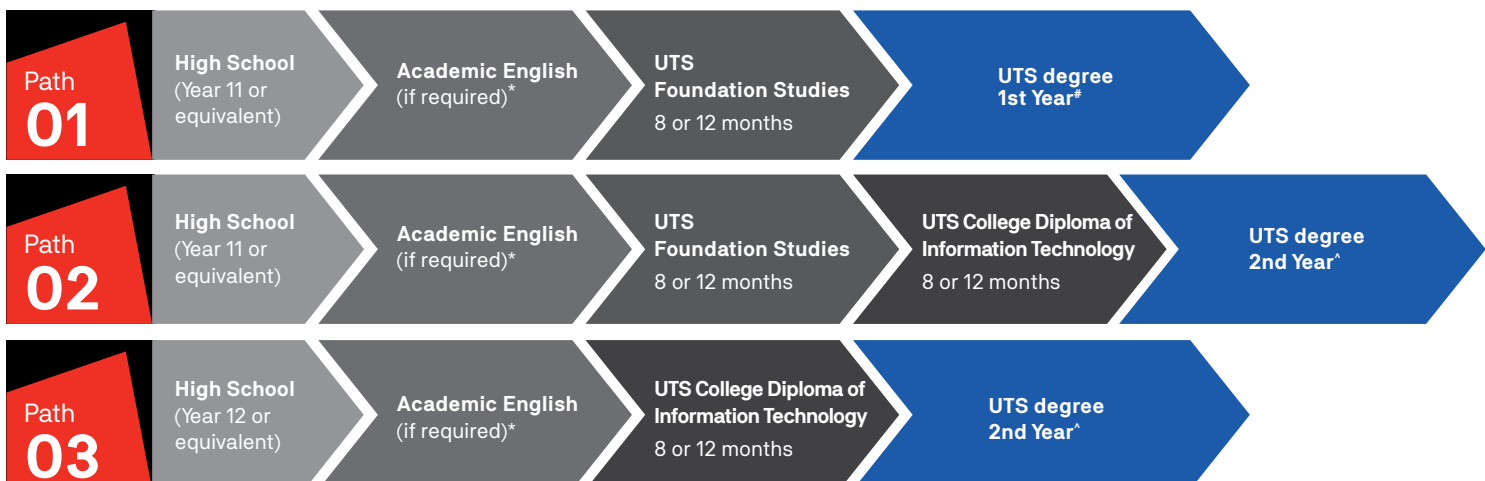 Path
01
High School
(Year 11 or
equivalent)
Academic English
(if required)*
UTS
Foundation Studies
8 or 12 months
UTS degree
1st Year#
Path
02
High School
(Year 11 or
equivalent)
Academic English
(if required)*
UTS
Foundation Studies
8 or 12 months
UTS College Diploma of
Information Technology
8 or 12 months
UTS degree
2nd Year^
Path
03
High School
(Year 12 or
equivalent)
Academic English
(if required)*
UTS College Diploma of
Information Technology
8 or 12 months
UTS degree
2nd Year^